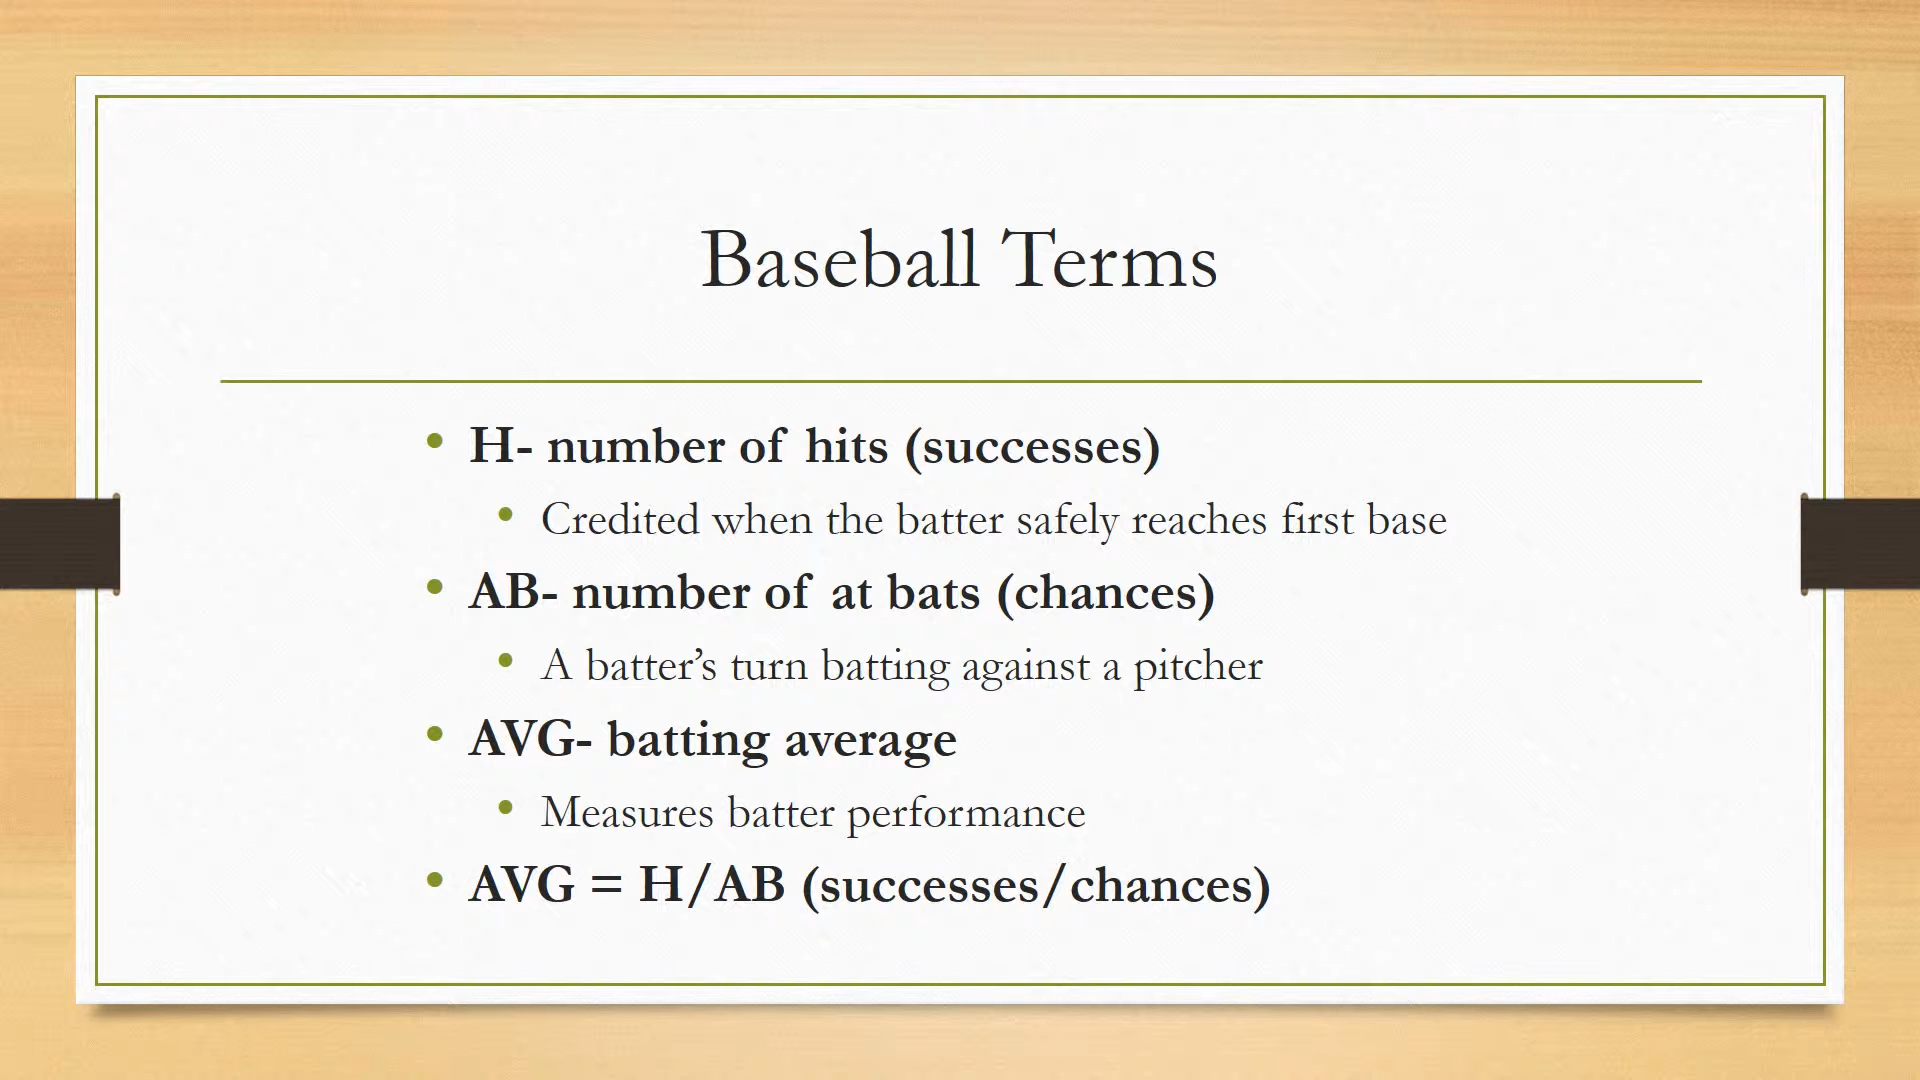 Baseball Terms
H- number of hits (successes)
Credited when the batter safely reaches first base
AB- number of at bats (chances)
A batter’s turn batting against a pitcher
AVG- batting average
Measures batter performance
AVG = H/AB (successes/chances)